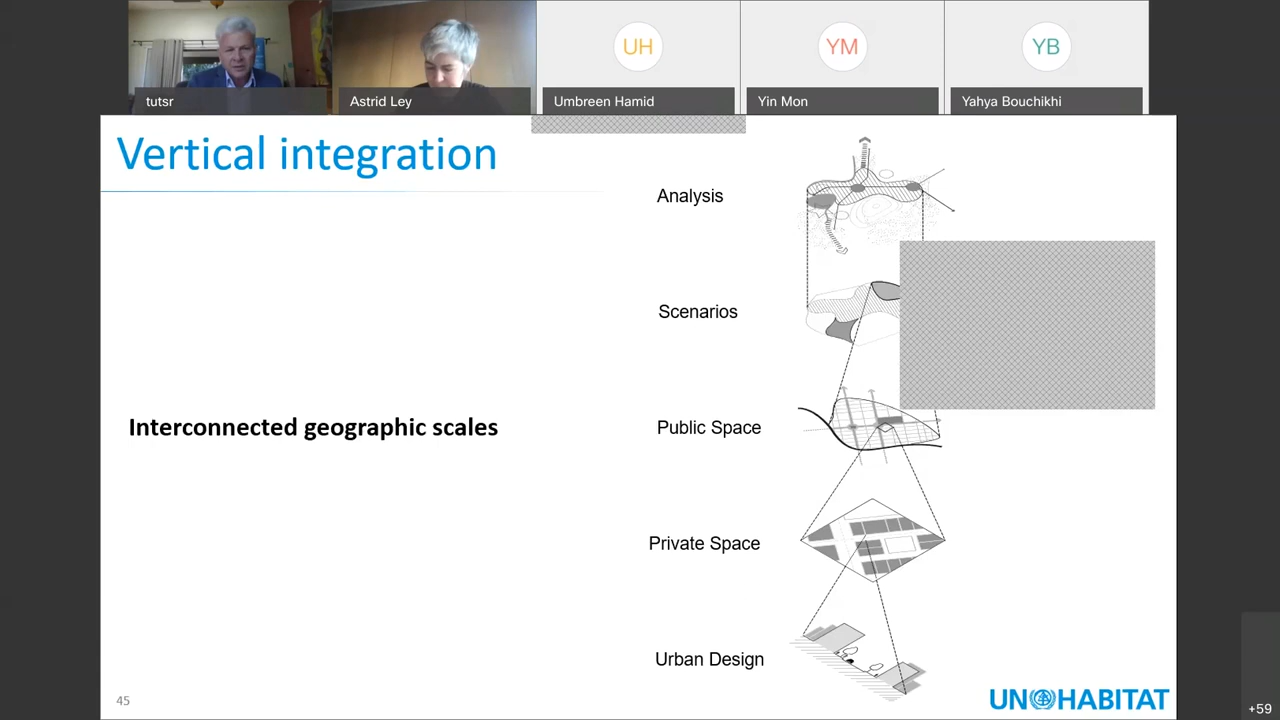 tutsr
Astrid Ley
UH
Umbreen Hamid
YM
Yin Mon
YB
Yahya Bouchikhi
Vertical integration
Analysis
Scenarios
Interconnected geographic scales
Public Space
Private Space
Urban Design
45
UN HABITAT
+59